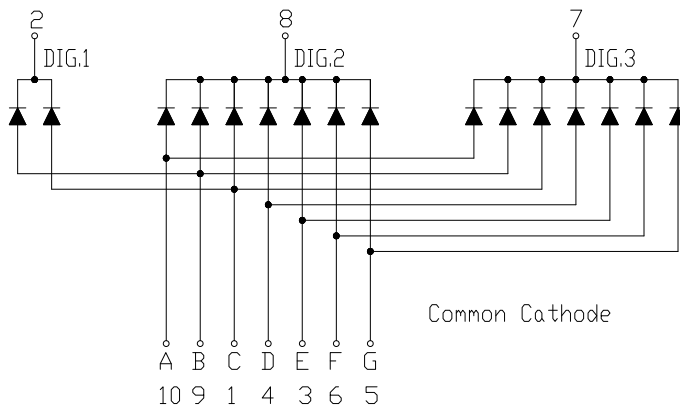 2 8 7
DIG.1 DIG.2 DIG.3
Common Cathode
A B C D E F G
10 9 1 4 3 6 5